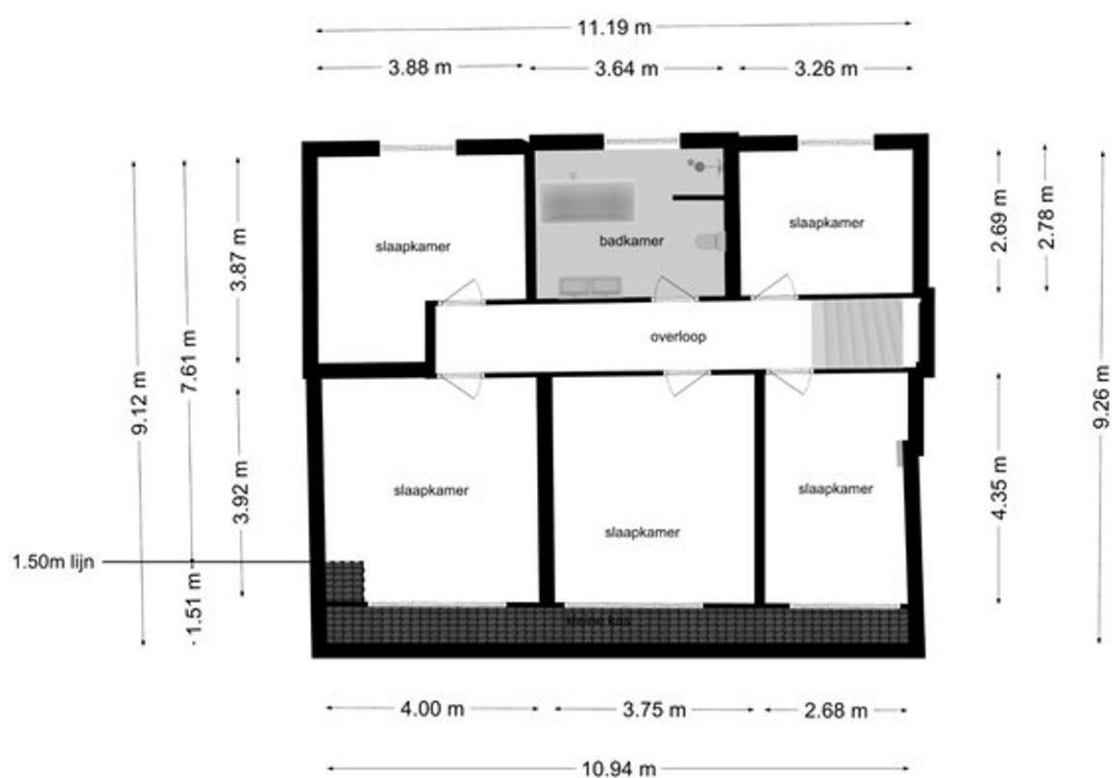 11.19 m
3.88 m
3.64 m
3.26 m
slaapkamer
badkamer
slaapkamer
3.87 m
7.61 m
9.12 m
2.69 m
2.78 m
overloop
9.26 m
slaapkamer
slaapkamer
slaapkamer
3.92 m
4.35 m
1.50m lijn
1.51 m
kleine kas
4.00 m
3.75 m
2.68 m
10.94 m